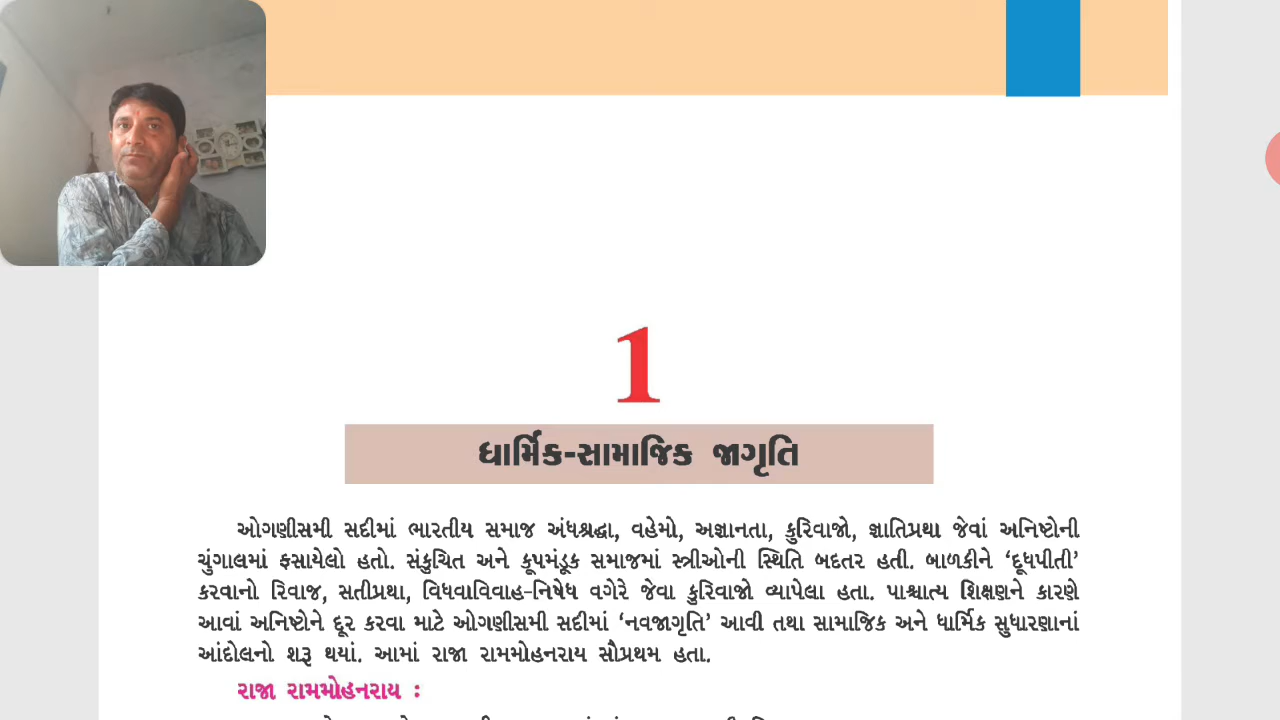 1
ધાર્મિક-સામાજિક જાગૃતિ
ઓગણીસમી સદીમાં ભારતીય સમાજ અંધશ્રદ્ધા, વહેમો, અજ્ઞાનતા, કુરિવાજો, જ્ઞાતિપ્રથા જેવાં અનિષ્ટોની
ચુંગાલમાં ફસાયેલો હતો. સંકુચિત અને કૂપમંડૂક સમાજમાં સ્ત્રીઓની સ્થિતિ બદતર હતી. બાળકીને ‘દૂધપીતી’
કરવાનો રિવાજ, સતીપ્રથા, વિધવાવિવાહ-નિષેધ વગેરે જેવા કુરિવાજો વ્યાપેલા હતા. પાશ્ચાત્ય શિક્ષણને કારણે
આવાં અનિષ્ટોને દૂર કરવા માટે ઓગણીસમી સદીમાં ‘નવજાગૃતિ’ આવી તથા સામાજિક અને ધાર્મિક સુધારણાનાં
આંદોલનો શરૂ થયાં. આમાં રાજા રામમોહનરાય સૌપ્રથમ હતા.
રાજા રામમોહનરાય :